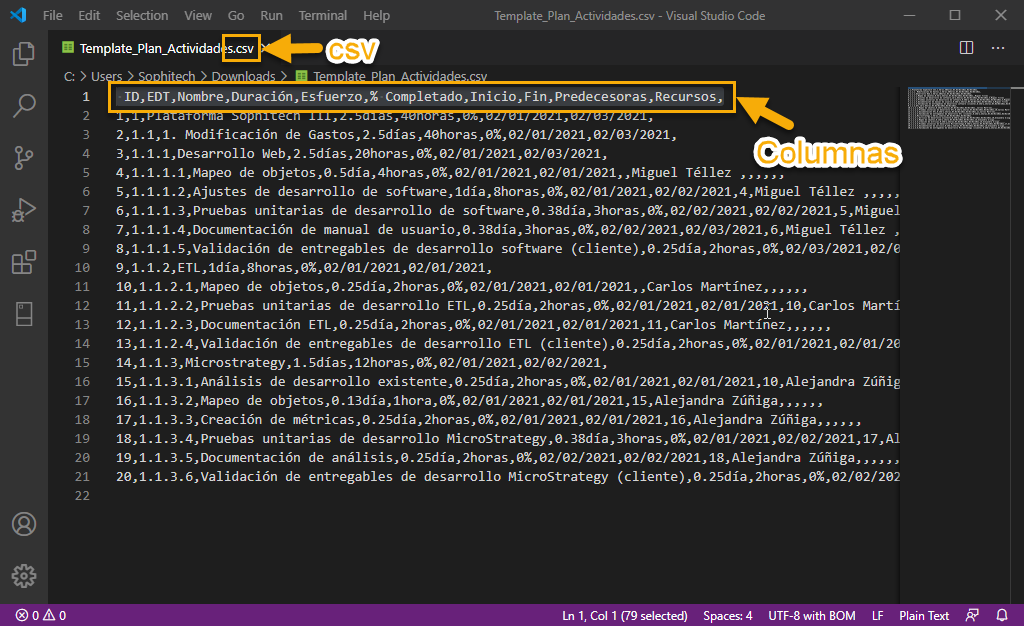 File Edit Selection View Go Run Terminal Help Template_Plan_Actividades.csv - Visual Studio Code
Template_Plan_Actividades.csv
CSV
C: > Users > Sophitech > Downloads > Template_Plan_Actividades.csv
1 ID,EDT,Nombre,Duración,Esfuerzo,% Completado,Inicio,Fin,Predecesoras,Recursos,
Columnas
2 1,1,Plataforma Sophitech III,2.5días,40horas,0%,02/01/2021,02/03/2021,
3 2,1.1,1. Modificación de Gastos,2.5días,40horas,0%,02/01/2021,02/03/2021,
4 3,1.1.1,Desarrollo Web,2.5días,20horas,0%,02/01/2021,02/03/2021,
5 4,1.1.1.1,Mapeo de objetos,0.5día,4horas,0%,02/01/2021,02/01/2021,,Miguel Téllez ,,,,,,
6 5,1.1.1.2,Ajustes de desarrollo de software,1día,8horas,0%,02/01/2021,02/02/2021,4,Miguel Téllez ,,,,,
7 6,1.1.1.3,Pruebas unitarias de desarrollo de software,0.38día,3horas,0%,02/02/2021,02/02/2021,5,Miguel
8 7,1.1.1.4,Documentación de manual de usuario,0.38día,3horas,0%,02/02/2021,02/03/2021,6,Miguel Téllez ,
9 8,1.1.1.5,Validación de entregables de desarrollo software (cliente),0.25día,2horas,0%,02/03/2021,02/0
10 9,1.1.2,ETL,1día,8horas,0%,02/01/2021,02/01/2021,
11 10,1.1.2.1,Mapeo de objetos,0.25día,2horas,0%,02/01/2021,02/01/2021,,Carlos Martínez,,,,,,
12 11,1.1.2.2,Pruebas unitarias de desarrollo ETL,0.25día,2horas,0%,02/01/2021,02/01/2021,10,Carlos Martí
13 12,1.1.2.3,Documentación ETL,0.25día,2horas,0%,02/01/2021,02/01/2021,11,Carlos Martínez,,,,,,
14 13,1.1.2.4,Validación de entregables de desarrollo ETL (cliente),0.25día,2horas,0%,02/01/2021,02/01/20
15 14,1.1.3,Microstrategy,1.5días,12horas,0%,02/01/2021,02/02/2021,
16 15,1.1.3.1,Análisis de desarrollo existente,0.25día,2horas,0%,02/01/2021,02/01/2021,10,Alejandra Zúñig
17 16,1.1.3.2,Mapeo de objetos,0.13día,1hora,0%,02/01/2021,02/01/2021,15,Alejandra Zúñiga,,,,,,
18 17,1.1.3.3,Creación de métricas,0.25día,2horas,0%,02/01/2021,02/01/2021,16,Alejandra Zúñiga,,,,,,
19 18,1.1.3.4,Pruebas unitarias de desarrollo MicroStrategy,0.38día,3horas,0%,02/01/2021,02/02/2021,17,Al
20 19,1.1.3.5,Documentación de análisis,0.25día,2horas,0%,02/02/2021,02/02/2021,18,Alejandra Zúñiga,,,,,,
21 20,1.1.3.6,Validación de entregables de desarrollo MicroStrategy (cliente),0.25día,2horas,0%,02/02/202
22
0 0 Ln 1, Col 1 (79 selected) Spaces: 4 UTF-8 with BOM LF Plain Text